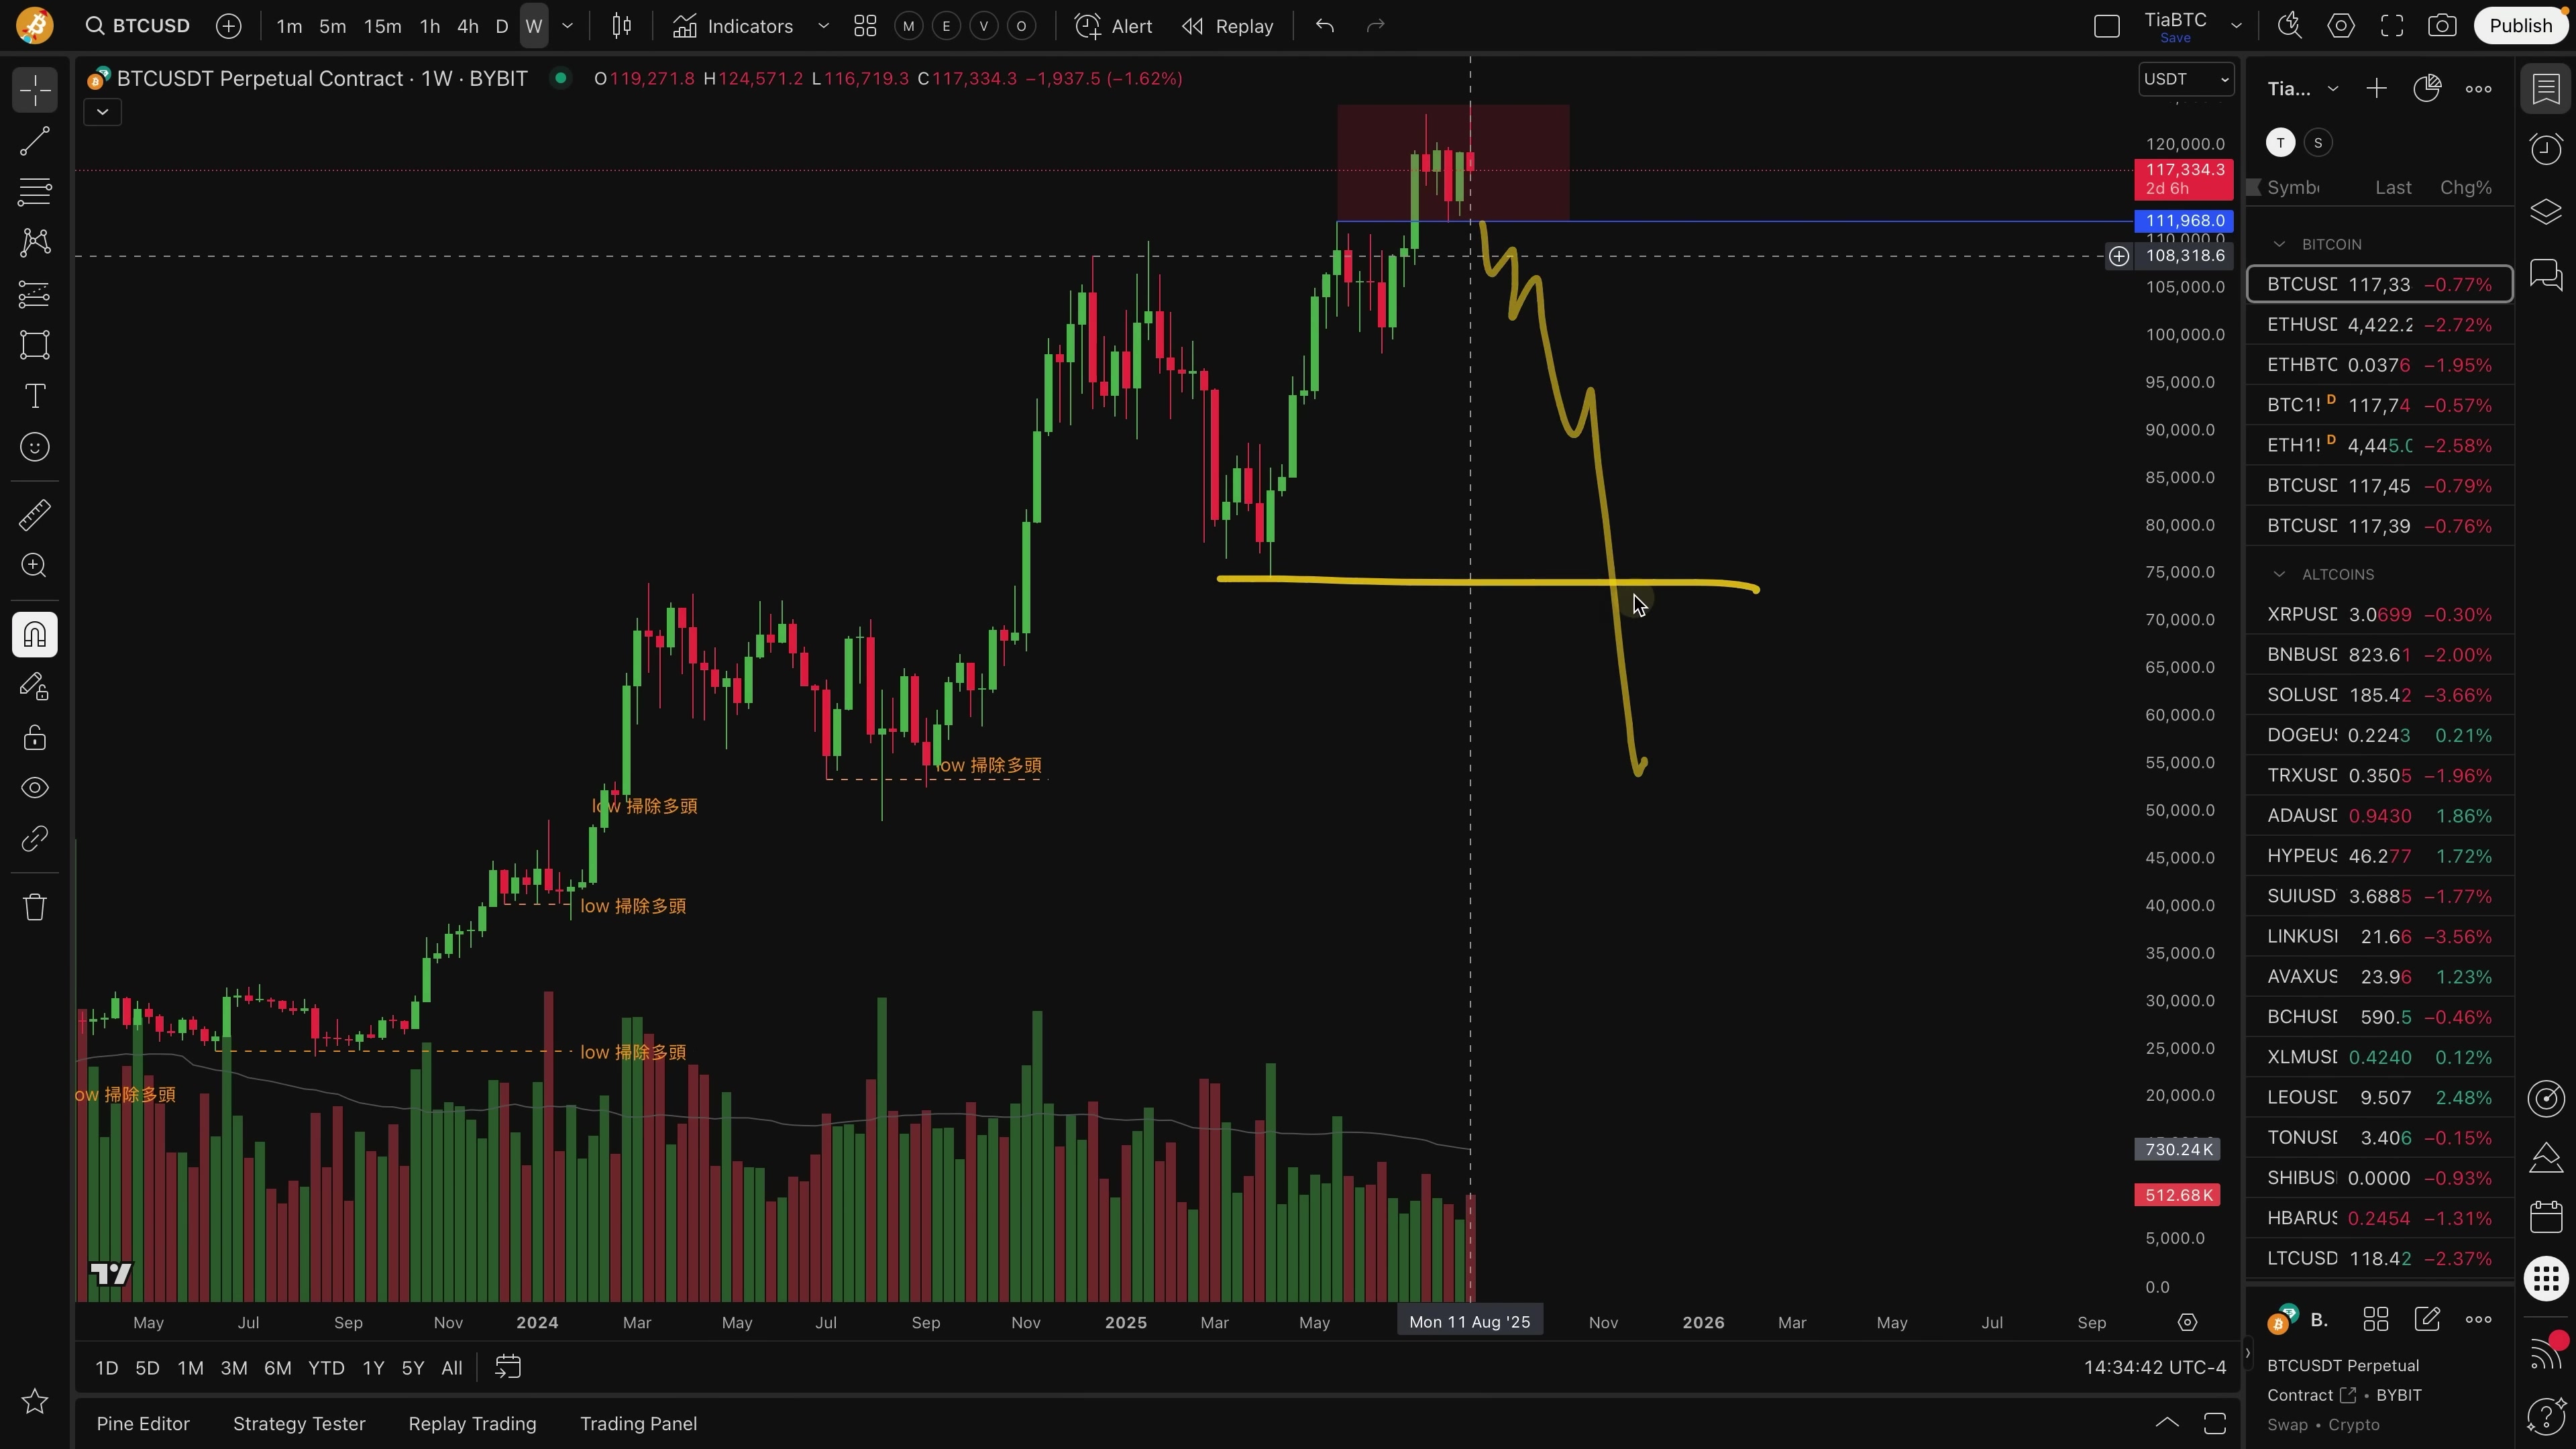 BTCUSD 1m 5m 15m 1h 4h D W Indicators M E V O Alert Replay TiaBTC Save Publish
BTCUSDT Perpetual Contract · 1W · BYBIT O119,271.8 H124,571.2 L116,719.3 C117,334.3 −1,937.5 (−1.62%)
USDT
120,000.0
117,334.3
2d 6h
111,968.0
110,000.0
108,318.6
105,000.0
100,000.0
95,000.0
90,000.0
85,000.0
80,000.0
75,000.0
70,000.0
65,000.0
60,000.0
55,000.0
50,000.0
45,000.0
40,000.0
35,000.0
30,000.0
25,000.0
20,000.0
730.24K
512.68K
5,000.0
0.0
low 掃除多頭
low 掃除多頭
low 掃除多頭
low 掃除多頭
ow 掃除多頭
May Jul Sep Nov 2024 Mar May Jul Sep Nov 2025 Mar May Mon 11 Aug '25 Nov 2026 Mar May Jul Sep
1D 5D 1M 3M 6M YTD 1Y 5Y All 14:34:42 UTC-4
Pine Editor Strategy Tester Replay Trading Trading Panel
Tia...
T S
Symb Last Chg%
BITCOIN
BTCUSD 117,33 −0.77%
ETHUSD 4,422.2 −2.72%
ETHBTC 0.0376 −1.95%
BTC1! D 117,74 −0.57%
ETH1! D 4,445.0 −2.58%
BTCUSD 117,45 −0.79%
BTCUSD 117,39 −0.76%
ALTCOINS
XRPUSD 3.0699 −0.30%
BNBUSD 823.61 −2.00%
SOLUSD 185.42 −3.66%
DOGEUS 0.2243 0.21%
TRXUSD 0.3505 −1.96%
ADAUSD 0.9430 1.86%
HYPEUS 46.277 1.72%
SUIUSD 3.6885 −1.77%
LINKUSD 21.66 −3.56%
AVAXUS 23.96 1.23%
BCHUSD 590.5 −0.46%
XLMUSD 0.4240 0.12%
LEOUSD 9.507 2.48%
TONUSD 3.406 −0.15%
SHIBUS 0.0000 −0.93%
HBARUS 0.2454 −1.31%
LTCUSD 118.42 −2.37%
B.
BTCUSDT Perpetual
Contract • BYBIT
Swap • Crypto